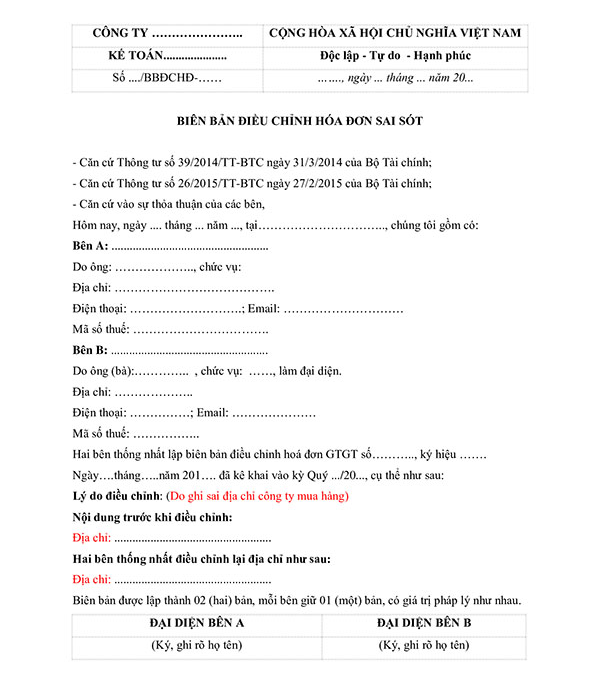 CÔNG TY …………………..
CỘNG HÒA XÃ HỘI CHỦ NGHĨA VIỆT NAM
KẾ TOÁN.....................
Độc lập - Tự do - Hạnh phúc
Số ..../BBĐCHĐ-……
……., ngày ... tháng ... năm 20...
BIÊN BẢN ĐIỀU CHỈNH HÓA ĐƠN SAI SÓT
- Căn cứ Thông tư số 39/2014/TT-BTC ngày 31/3/2014 của Bộ Tài chính;
- Căn cứ Thông tư số 26/2015/TT-BTC ngày 27/2/2015 của Bộ Tài chính;
- Căn cứ vào sự thỏa thuận của các bên,
Hôm nay, ngày .... tháng ... năm ..., tại………………………….., chúng tôi gồm có:
Bên A: ....................................................
Do ông: ……………….., chức vụ:
Địa chỉ: ………………………………….
Điện thoại: ……………………….; Email: …………………………
Mã số thuế: …………………………….
Bên B: ....................................................
Do ông (bà):………….. , chức vụ: ……, làm đại diện.
Địa chỉ: ………………..
Điện thoại: ……………; Email: …………………
Mã số thuế: ……………..
Hai bên thống nhất lập biên bản điều chỉnh hoá đơn GTGT số……….., ký hiệu …….
Ngày….tháng…..năm 201…. đã kê khai vào kỳ Quý .../20..., cụ thể như sau:
Lý do điều chỉnh: (Do ghi sai địa chỉ công ty mua hàng)
Nội dung trước khi điều chỉnh:
Địa chỉ: ....................................................
Hai bên thống nhất điều chỉnh lại địa chỉ như sau:
Địa chỉ: ....................................................
Biên bản được lập thành 02 (hai) bản, mỗi bên giữ 01 (một) bản, có giá trị pháp lý như nhau.
ĐẠI DIỆN BÊN A
ĐẠI DIỆN BÊN B
(Ký, ghi rõ họ tên)
(Ký, ghi rõ họ tên)